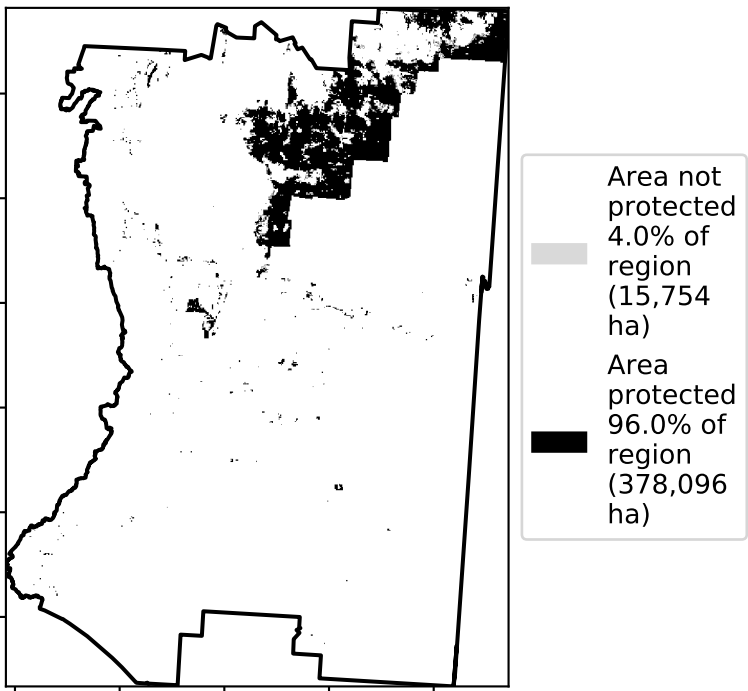 Area not
protected
4.0% of
region
(15,754
ha)
Area
protected
96.0% of
region
(378,096
ha)